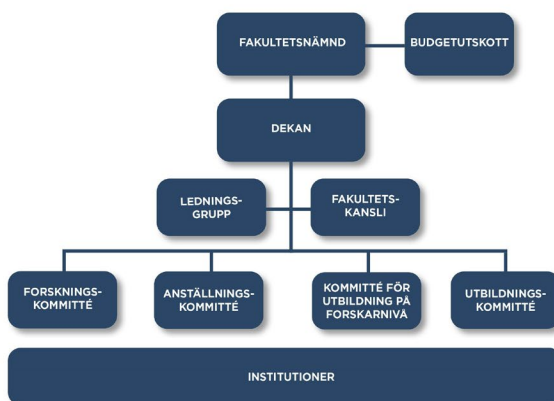 FAKULTETSNÄMND
BUDGETUTSKOTT
DEKAN
LEDNINGS-
GRUPP
FAKULTETS-
KANSLI
FORSKNINGS-
KOMMITTÉ
ANSTÄLLNINGS-
KOMMITTÉ
KOMMITTÉ FÖR
UTBILDNING PÅ
FORSKARNIVÅ
UTBILDNINGS-
KOMMITTÉ
INSTITUTIONER